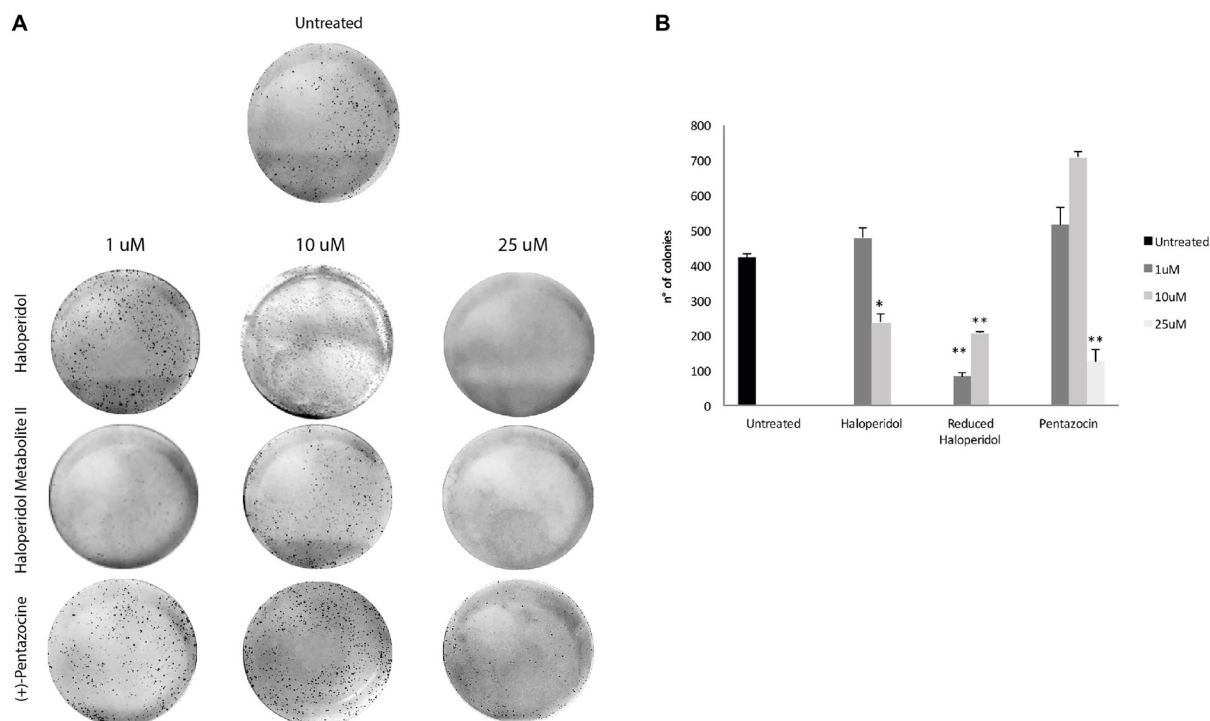 A
Untreated
1 uM
10 uM
25 uM
Haloperidol
Haloperidol Metabolite II
(+)-Pentazocine
B
800
700
600
500
400
300
200
100
0
n° of colonies
*
**
**
**
Untreated
Haloperidol
Reduced
Haloperidol
Pentazocin
Untreated
1uM
10uM
25uM